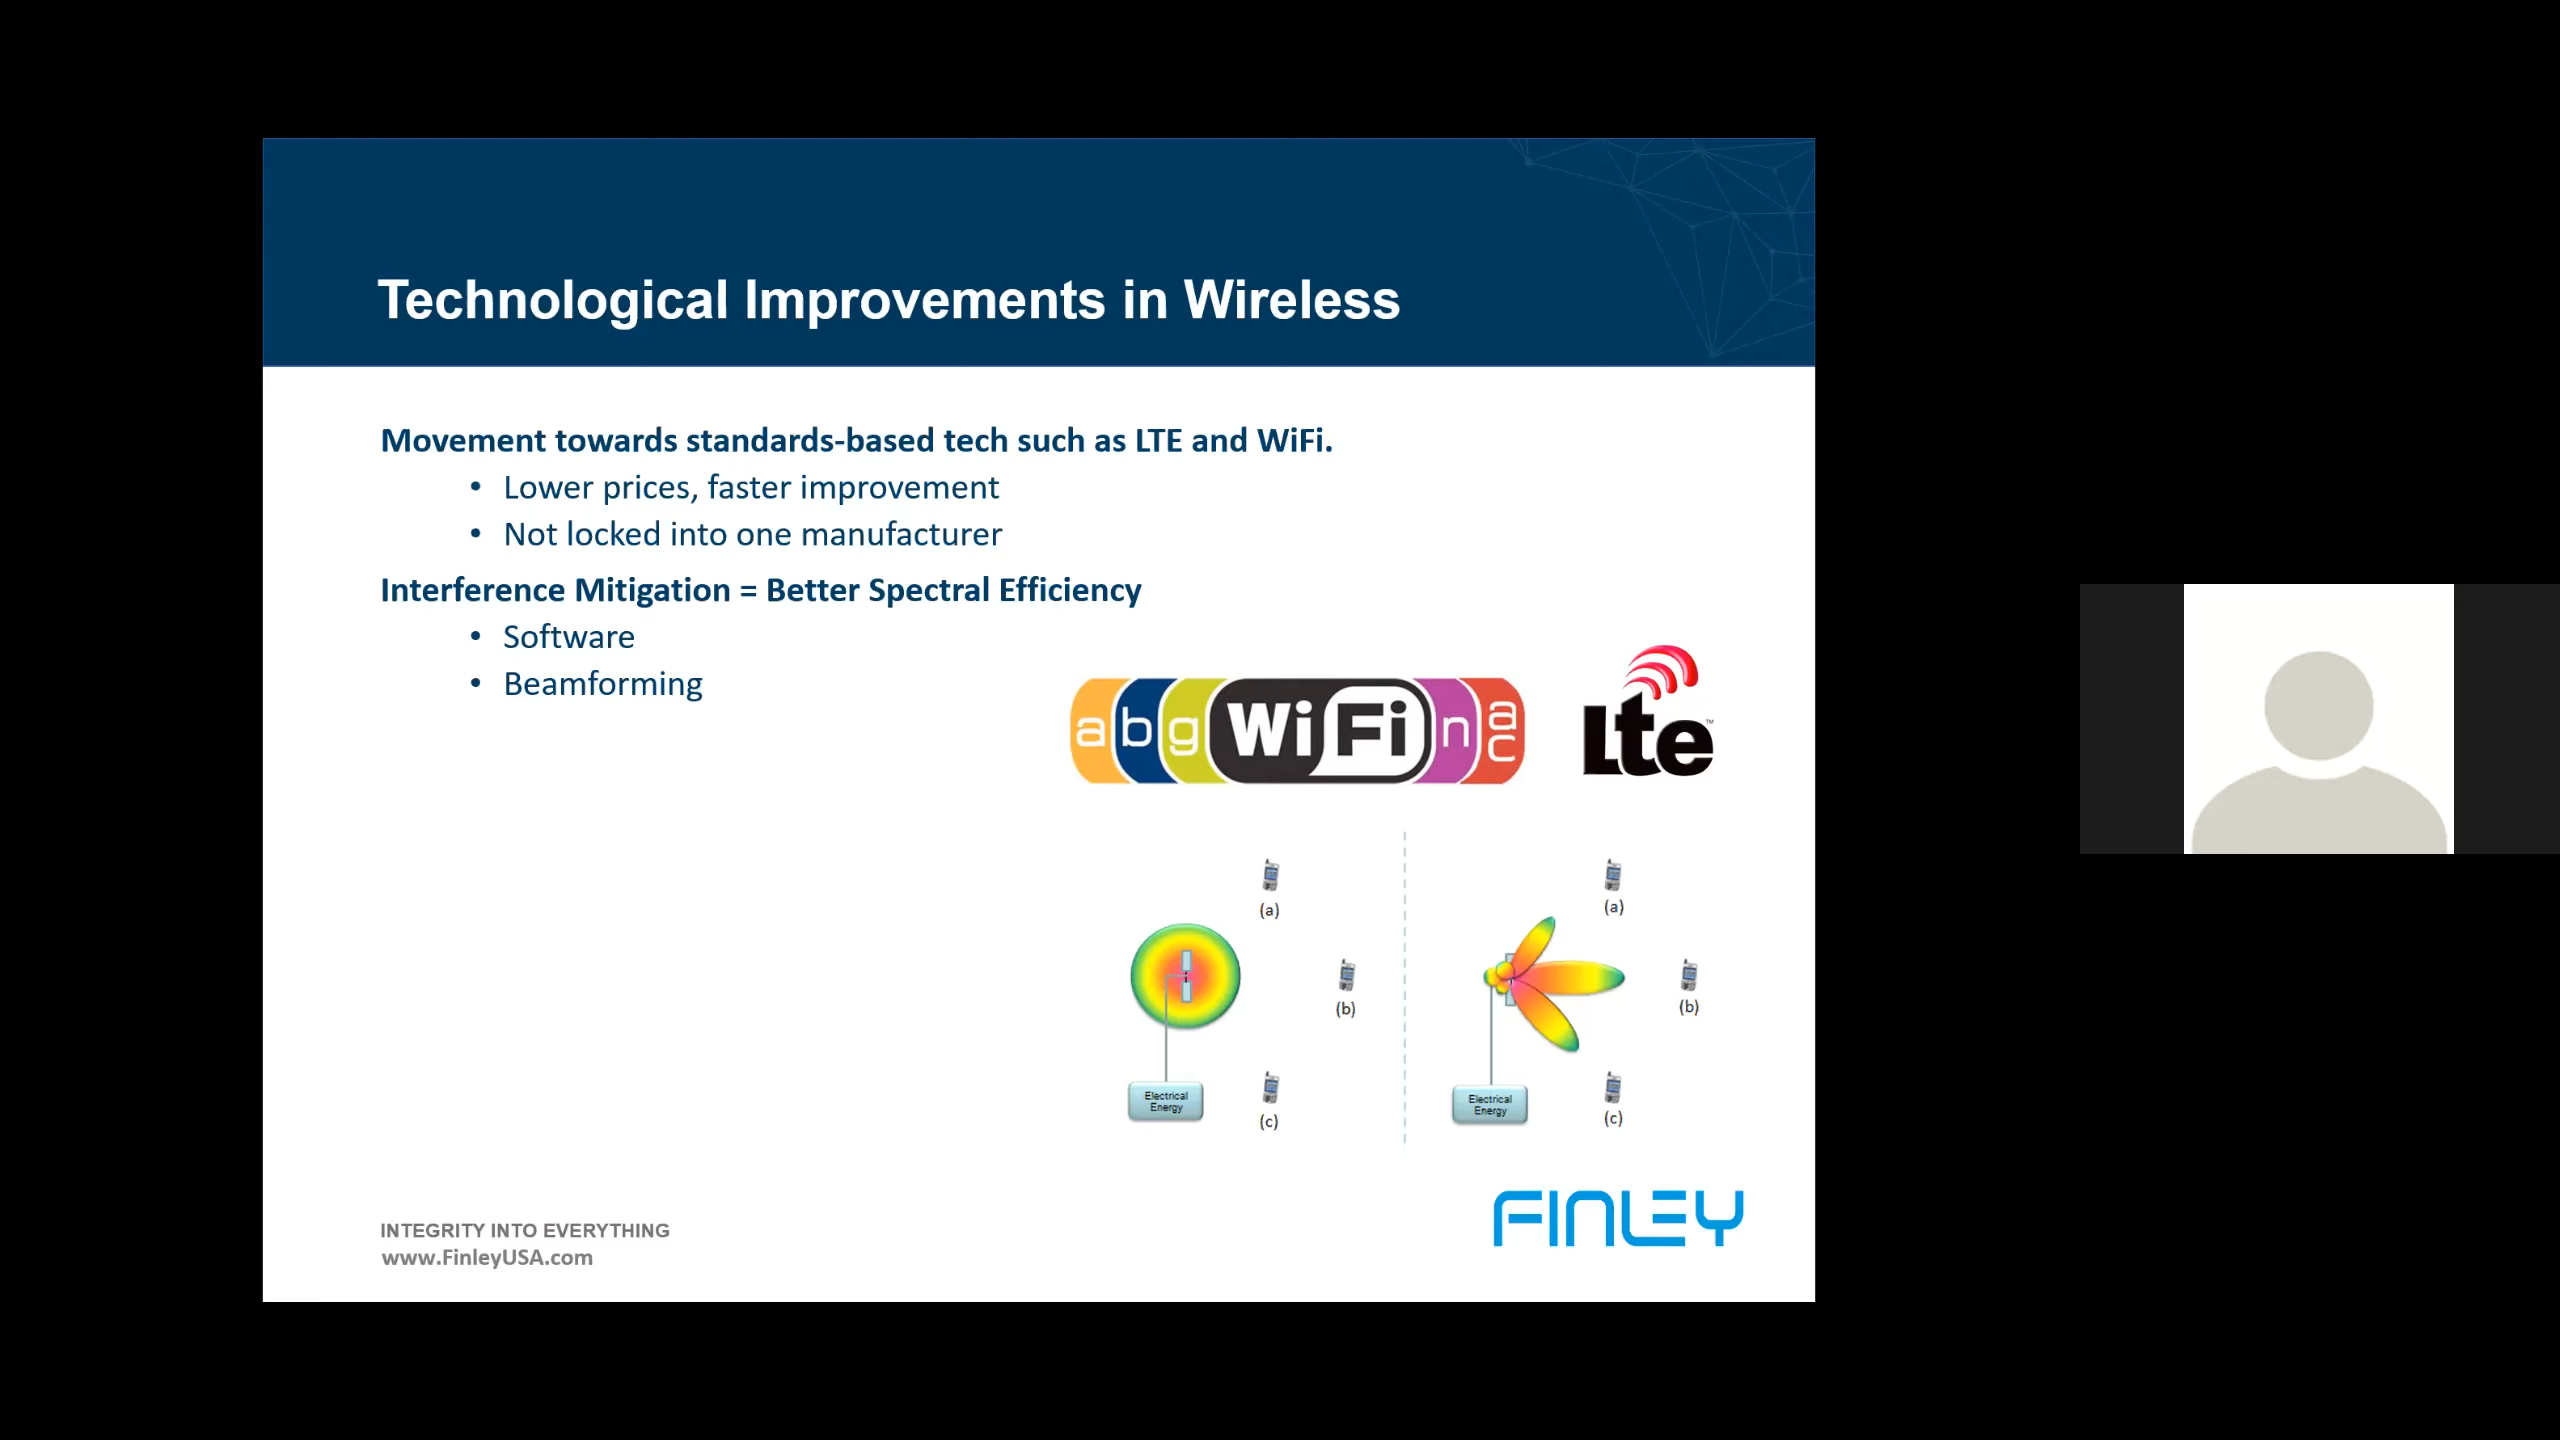 Technological Improvements in Wireless
Movement towards standards-based tech such as LTE and WiFi.
• Lower prices, faster improvement
• Not locked into one manufacturer
Interference Mitigation = Better Spectral Efficiency
• Software
• Beamforming
a b g WiFi n ac
Lte™
(a)
(b)
(c)
Electrical
Energy
(a)
(b)
(c)
Electrical
Energy
FINLEY
INTEGRITY INTO EVERYTHING
www.FinleyUSA.com